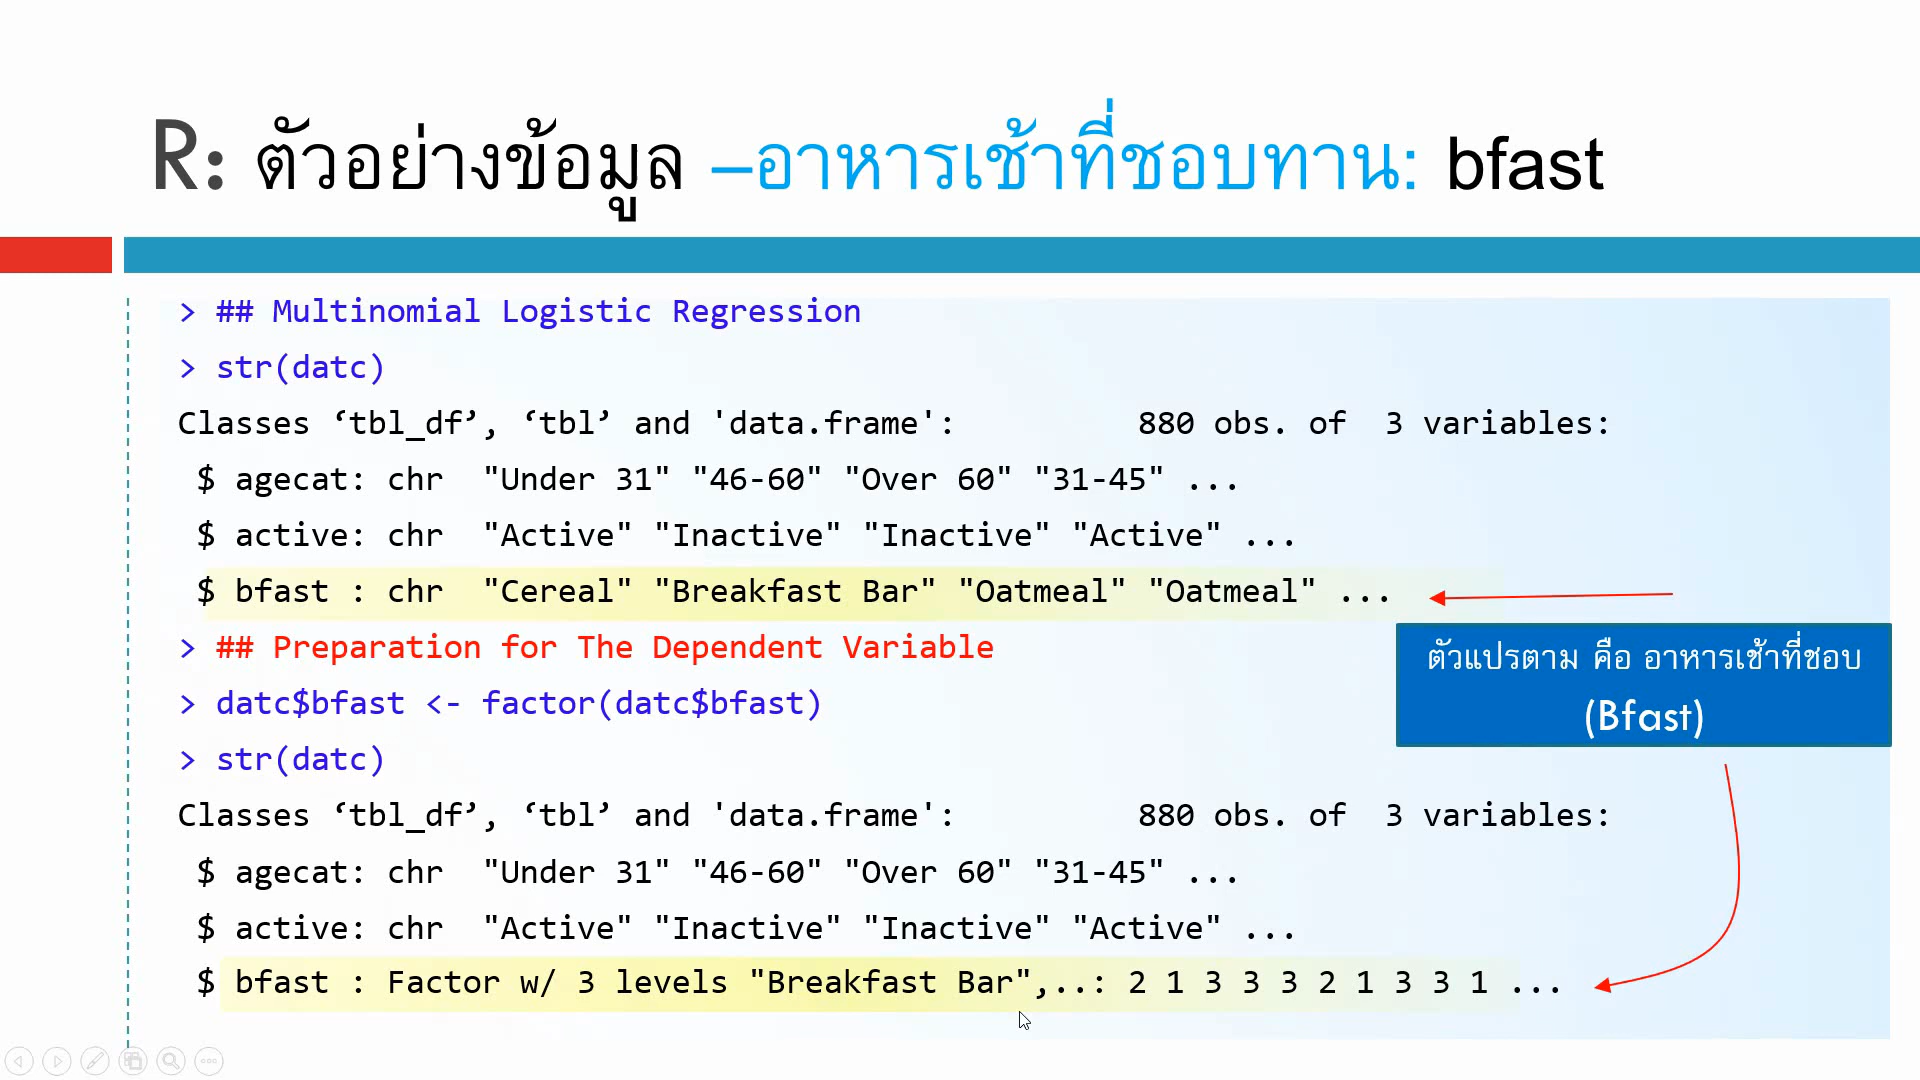 R: ตัวอย่างข้อมูล –อาหารเช้าที่ชอบทาน: bfast
> ## Multinomial Logistic Regression
> str(datc)
Classes ‘tbl_df’, ‘tbl’ and 'data.frame': 880 obs. of 3 variables:
$ agecat: chr "Under 31" "46-60" "Over 60" "31-45" ...
$ active: chr "Active" "Inactive" "Inactive" "Active" ...
$ bfast : chr "Cereal" "Breakfast Bar" "Oatmeal" "Oatmeal" ...
> ## Preparation for The Dependent Variable
> datc$bfast <- factor(datc$bfast)
> str(datc)
ตัวแปรตาม คือ อาหารเช้าที่ชอบ
(Bfast)
Classes ‘tbl_df’, ‘tbl’ and 'data.frame': 880 obs. of 3 variables:
$ agecat: chr "Under 31" "46-60" "Over 60" "31-45" ...
$ active: chr "Active" "Inactive" "Inactive" "Active" ...
$ bfast : Factor w/ 3 levels "Breakfast Bar",..: 2 1 3 3 3 2 1 3 3 1 ...